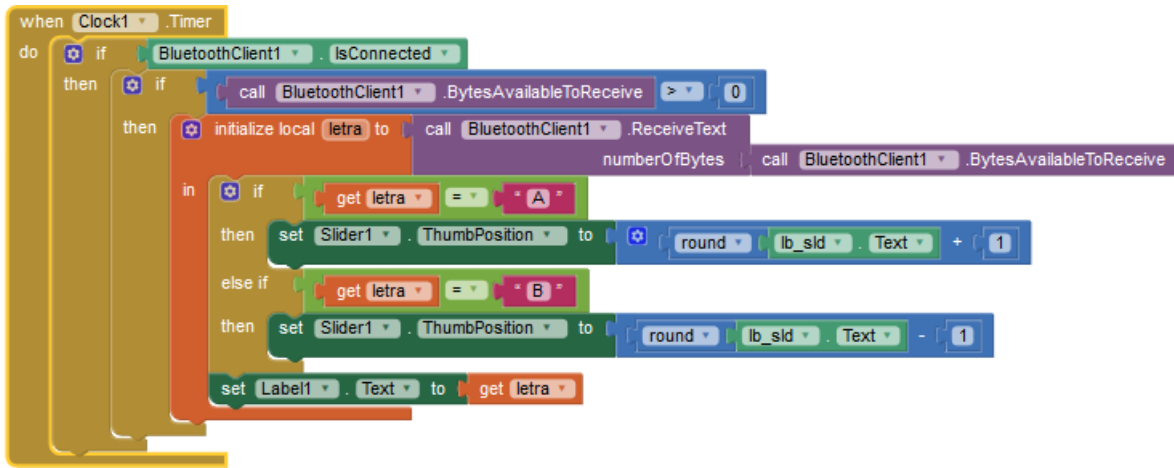 when Clock1 .Timer
do if BluetoothClient1 . IsConnected
then if call BluetoothClient1 .BytesAvailableToReceive > 0
then initialize local letra to call BluetoothClient1 .ReceiveText
numberOfBytes call BluetoothClient1 .BytesAvailableToReceive
in if get letra = " A "
then set Slider1 . ThumbPosition to round lb_sld . Text + 1
else if get letra = " B "
then set Slider1 . ThumbPosition to round lb_sld . Text - 1
set Label1 . Text to get letra